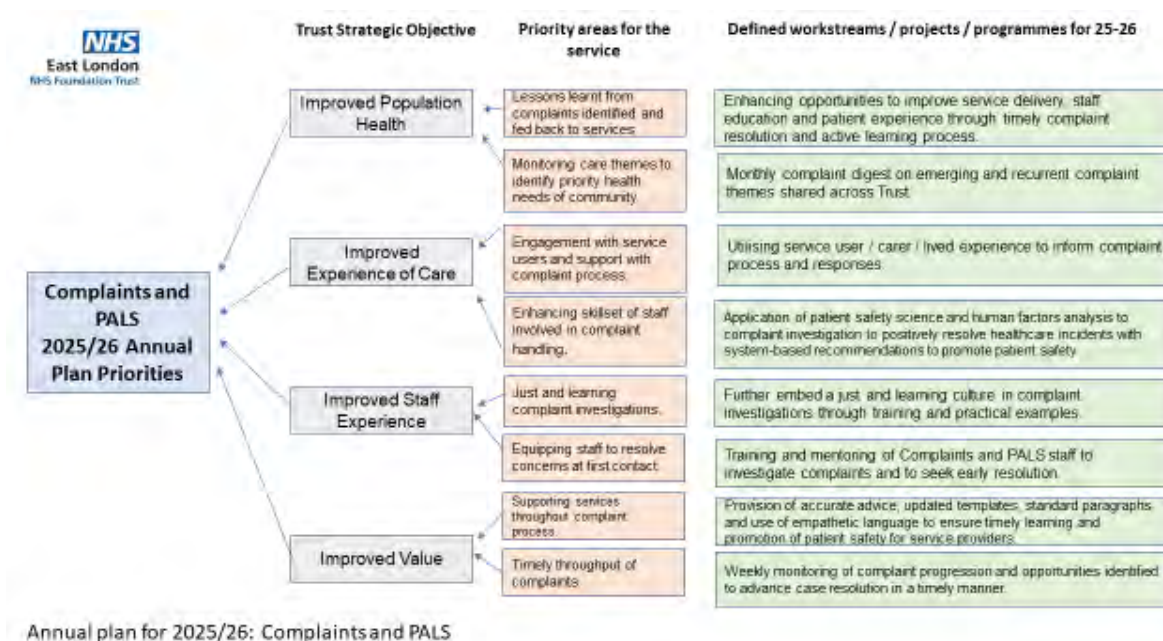 NHS
East London
NHS Foundation Trust
Trust Strategic Objective
Priority areas for the
service
Defined workstreams / projects / programmes for 25-26
Complaints and
PALS
2025/26 Annual
Plan Priorities
Improved Population
Health
Lessons learnt from
complaints identified and
fed back to services
Enhancing opportunities to improve service delivery, staff
education and patient experience through timely complaint
resolution and active learning process.
Monitoring care themes to
identify priority health
needs of community
Monthly complaint digest on emerging and recurrent complaint
themes shared across Trust
Improved
Experience of Care
Engagement with service
users and support with
complaint process.
Utilising service user / carer / lived experience to inform complaint
process and responses
Enhancing skillset of staff
involved in complaint
handling.
Application of patient safety science and human factors analysis to
complaint investigation to positively resolve healthcare incidents with
system-based recommendations to promote patient safety
Improved Staff
Experience
Just and learning
complaint investigations.
Further embed a just and learning culture in complaint
investigations through training and practical examples.
Equipping staff to resolve
concerns at first contact.
Training and mentoring of Complaints and PALS staff to
investigate complaints and to seek early resolution.
Improved Value
Supporting services
throughout complaint
process.
Provision of accurate advice, updated templates, standard paragraphs
and use of empathetic language to ensure timely learning and
promotion of patient safety for service providers.
Timely throughput of
complaints
Weekly monitoring of complaint progression and opportunities identified
to advance case resolution in a timely manner.
Annual plan for 2025/26: Complaints and PALS